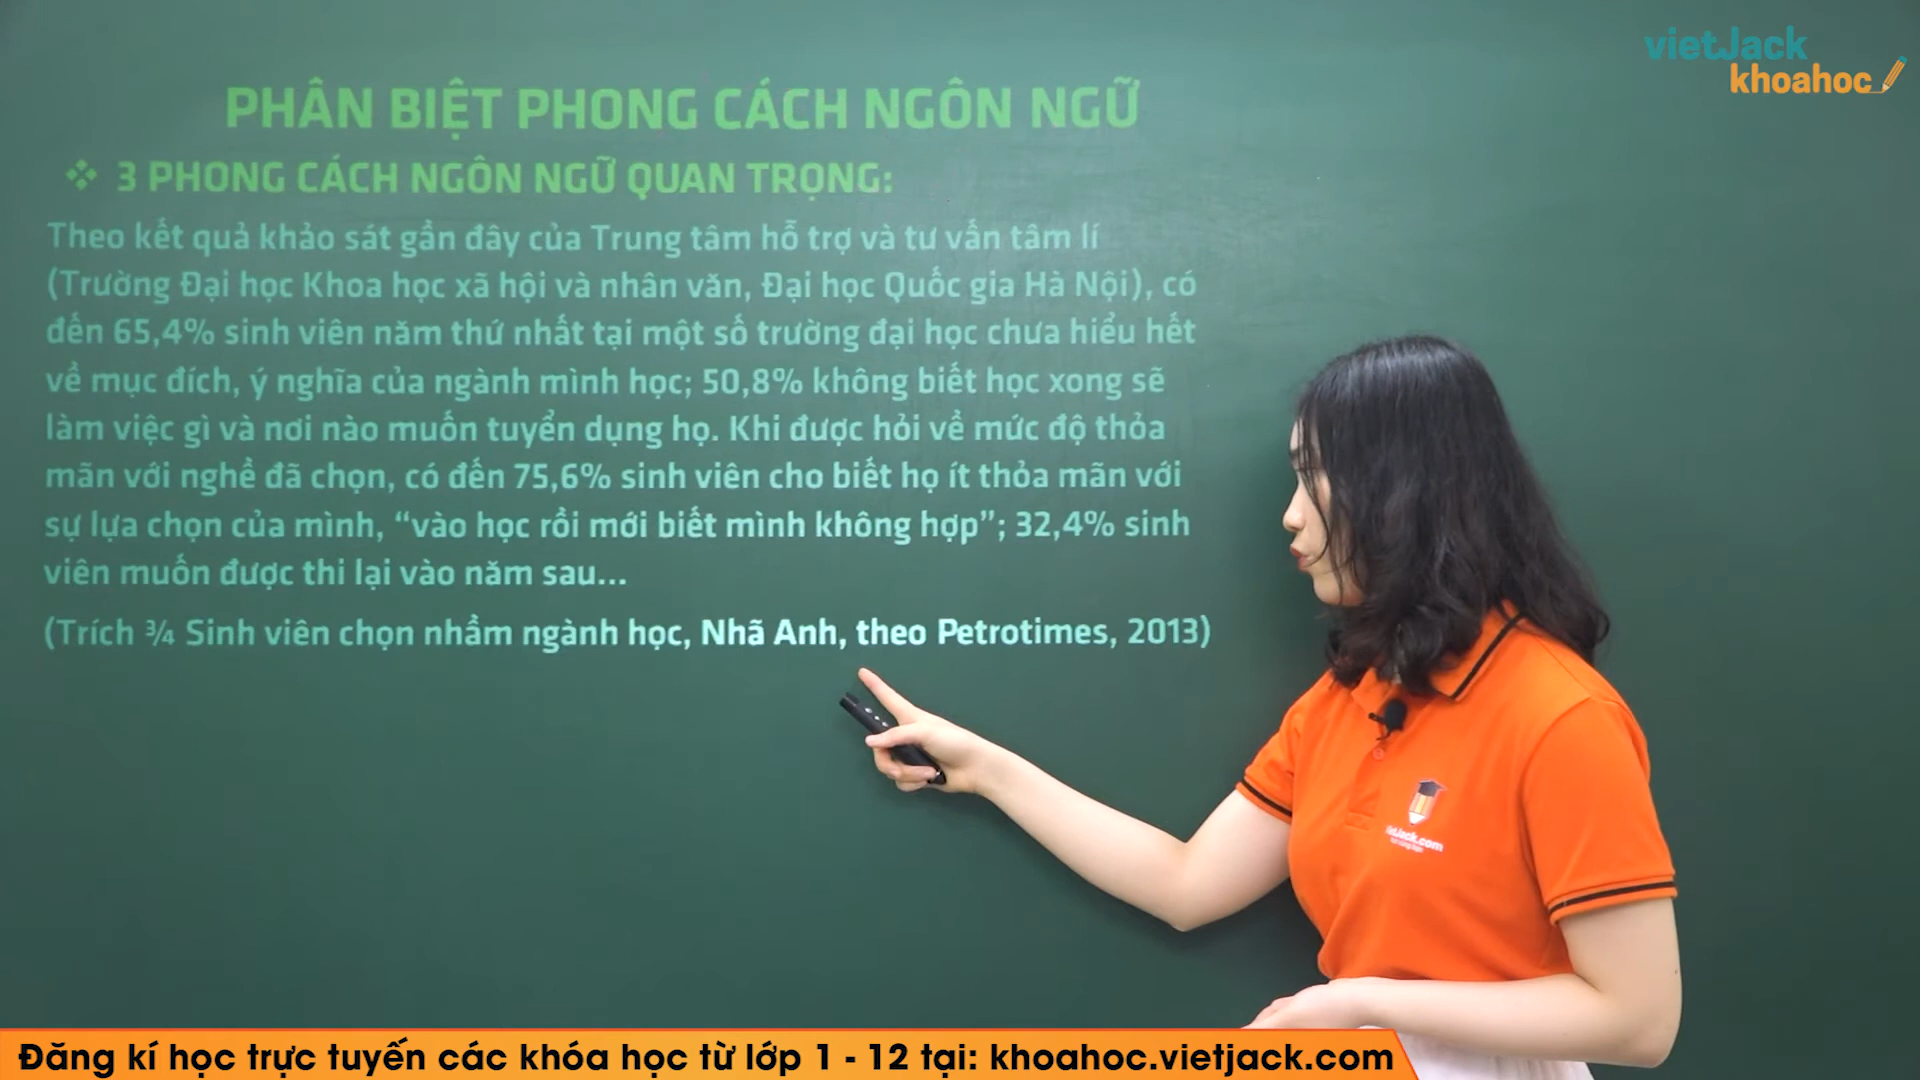 vietJack
khoahoc
PHÂN BIỆT PHONG CÁCH NGÔN NGỮ
❖ 3 PHONG CÁCH NGÔN NGỮ QUAN TRỌNG:
Theo kết quả khảo sát gần đây của Trung tâm hỗ trợ và tư vấn tâm lí
(Trường Đại học Khoa học xã hội và nhân văn, Đại học Quốc gia Hà Nội), có
đến 65,4% sinh viên năm thứ nhất tại một số trường đại học chưa hiểu hết
về mục đích, ý nghĩa của ngành mình học; 50,8% không biết học xong sẽ
làm việc gì và nơi nào muốn tuyển dụng họ. Khi được hỏi về mức độ thỏa
mãn với nghề đã chọn, có đến 75,6% sinh viên cho biết họ ít thỏa mãn với
sự lựa chọn của mình, “vào học rồi mới biết mình không hợp”; 32,4% sinh
viên muốn được thi lại vào năm sau...
(Trích ¾ Sinh viên chọn nhầm ngành học, Nhã Anh, theo Petrotimes, 2013)
VietJack.com
Đăng kí học trực tuyến các khóa học từ lớp 1 - 12 tại: khoahoc.vietjack.com